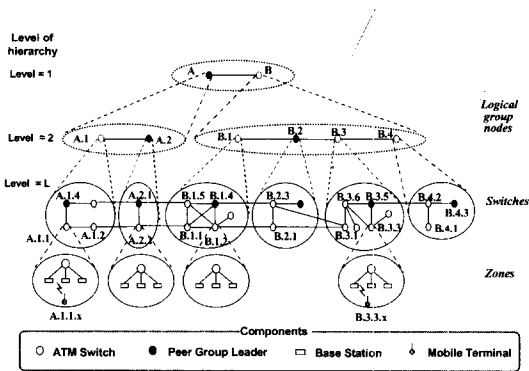 Level of
hierarchy
Level = 1
A
B
Logical
group
nodes
Level = 2
A.1
A.2
B.1
B.2
B.3
B.4
Level = L
A.1.4
A.2.1
B.1.5
B.1.4
B.2.3
B.3.6
B.3.5
B.4.2
Switches
B.4.3
A.1.1
A.1.2
A.2.2
B.1.1
B.1.2
B.2.1
B.3.1
B.3.3
B.4.1
Zones
A.1.1.x
B.3.3.x
Components
ATM Switch
Peer Group Leader
Base Station
Mobile Terminal